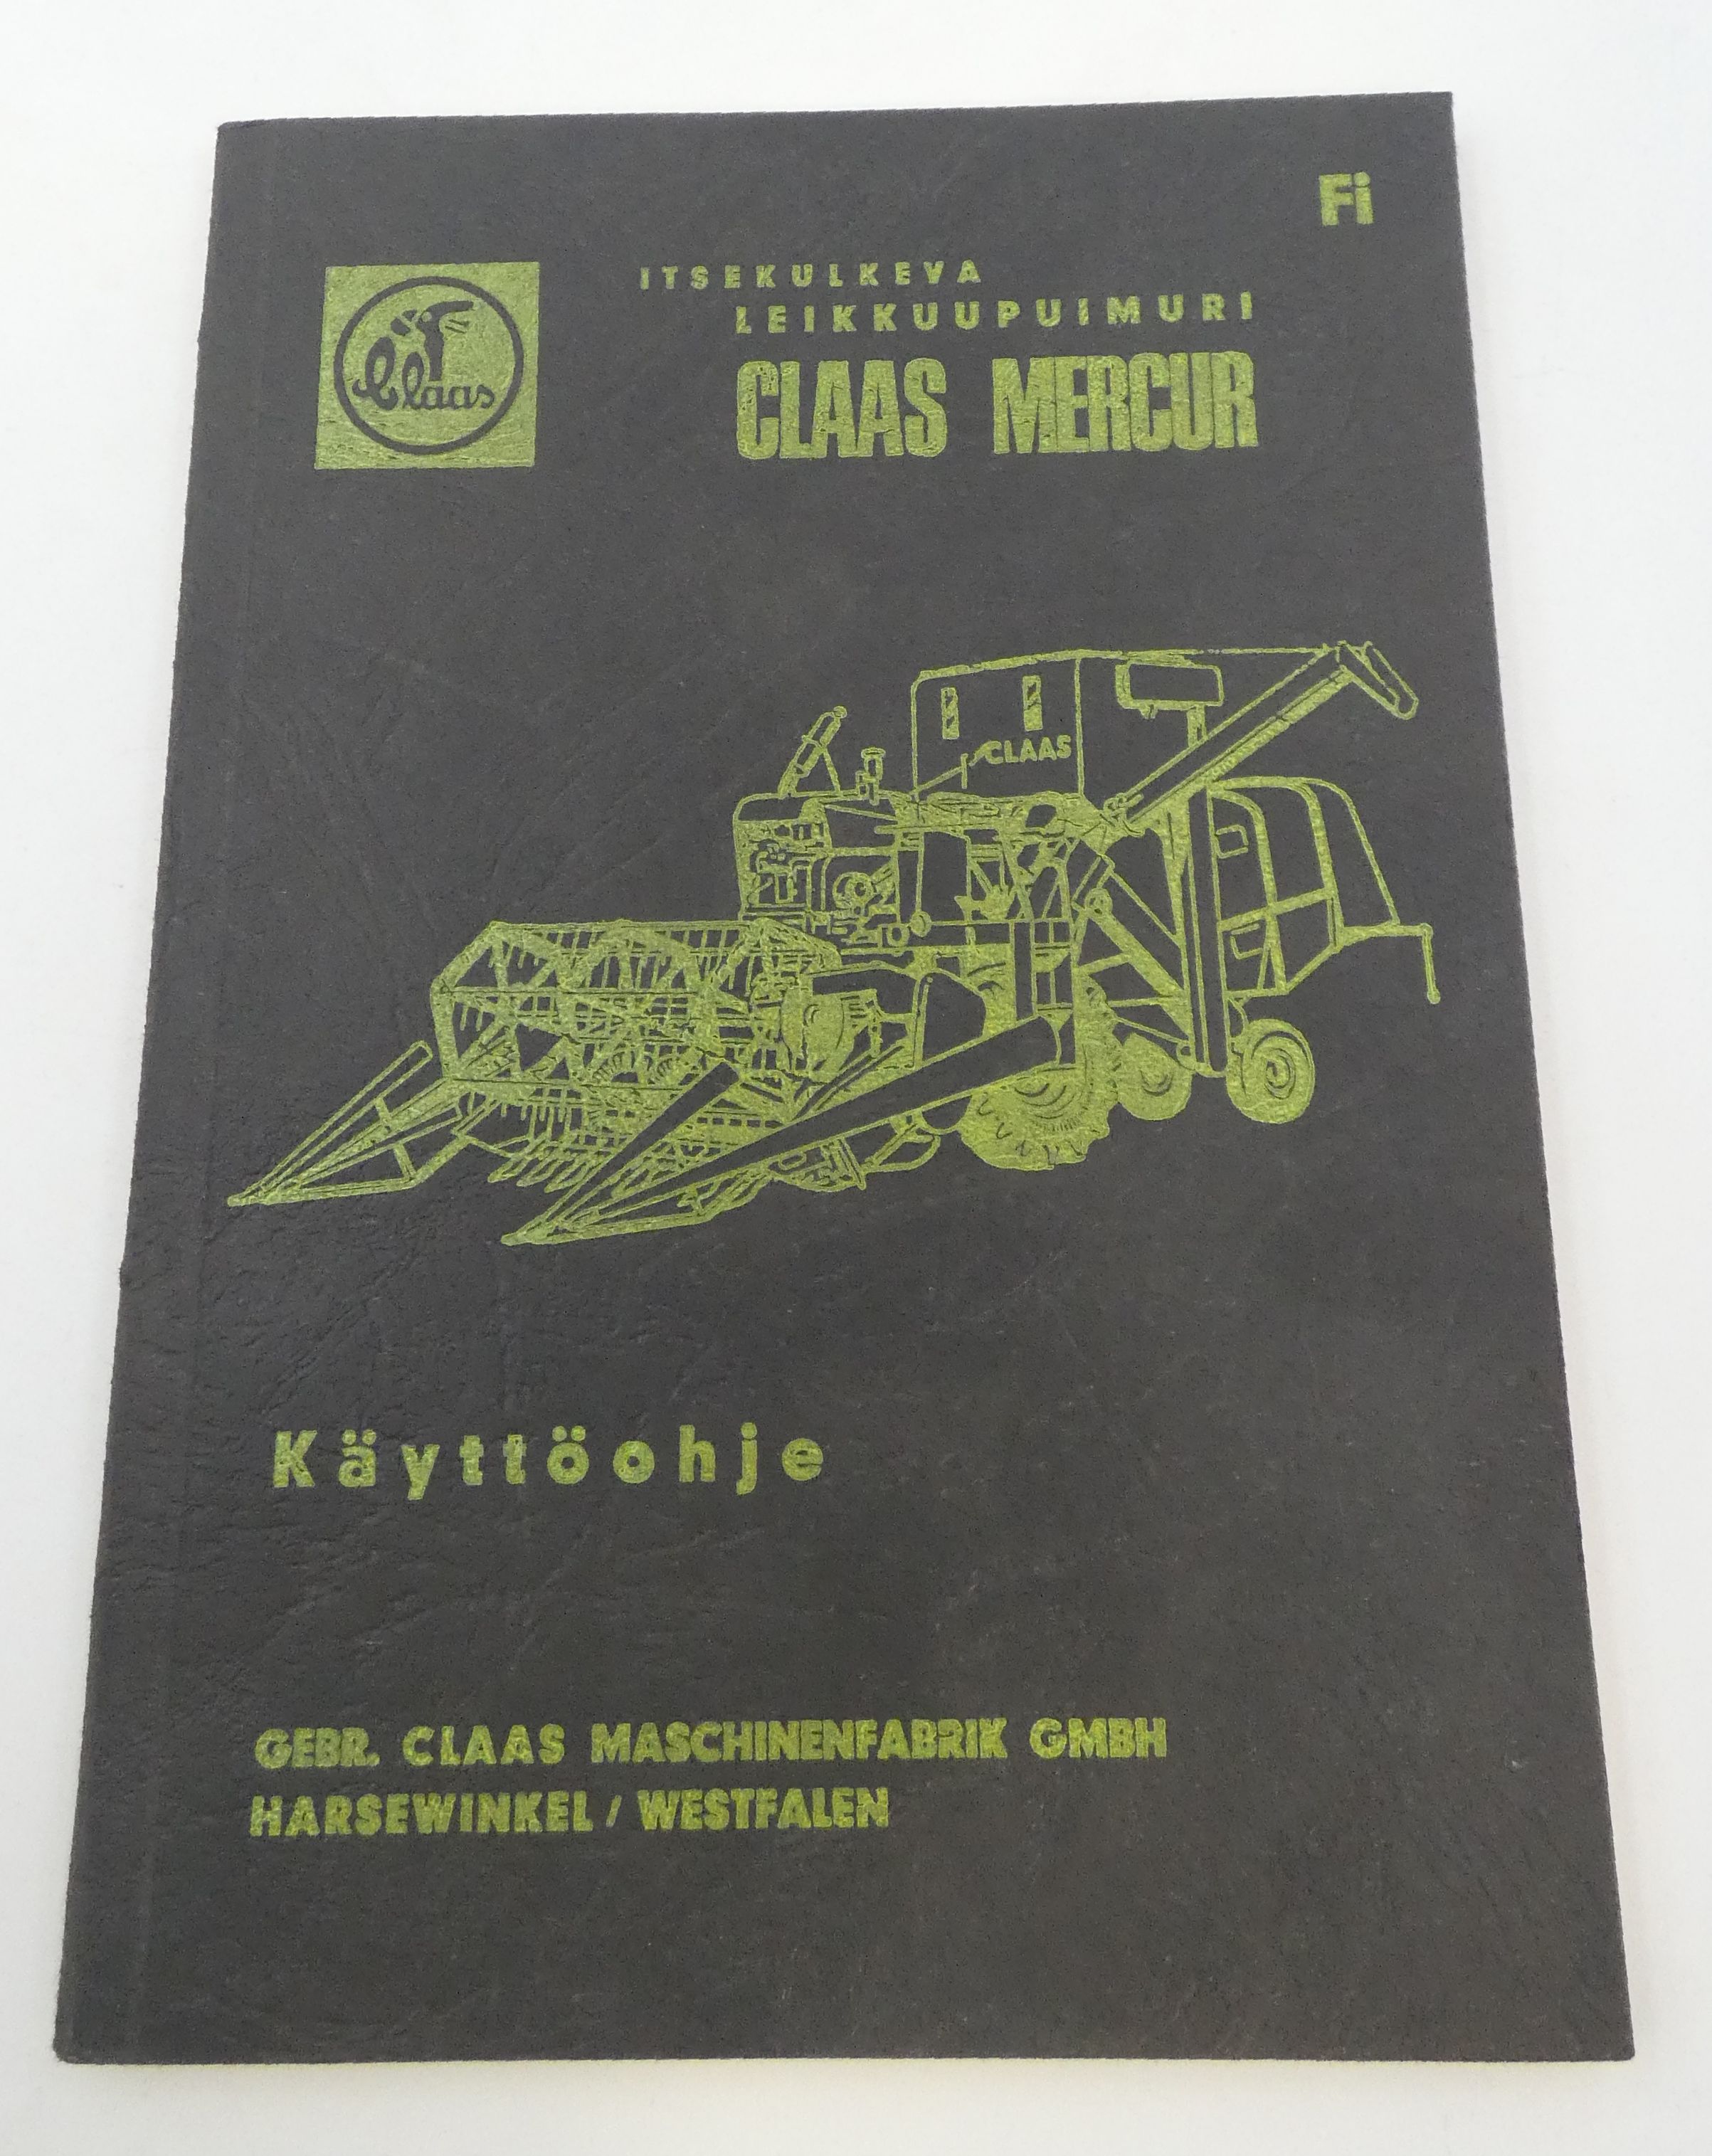 Fi
Claas
ITSEKULKEVA
LEIKKUUPUIMURI
CLAAS MERCUR
CLAAS
Käyttöohje
GEBR. CLAAS MASCHINENFABRIK GMBH
HARSEWINKEL / WESTFALEN